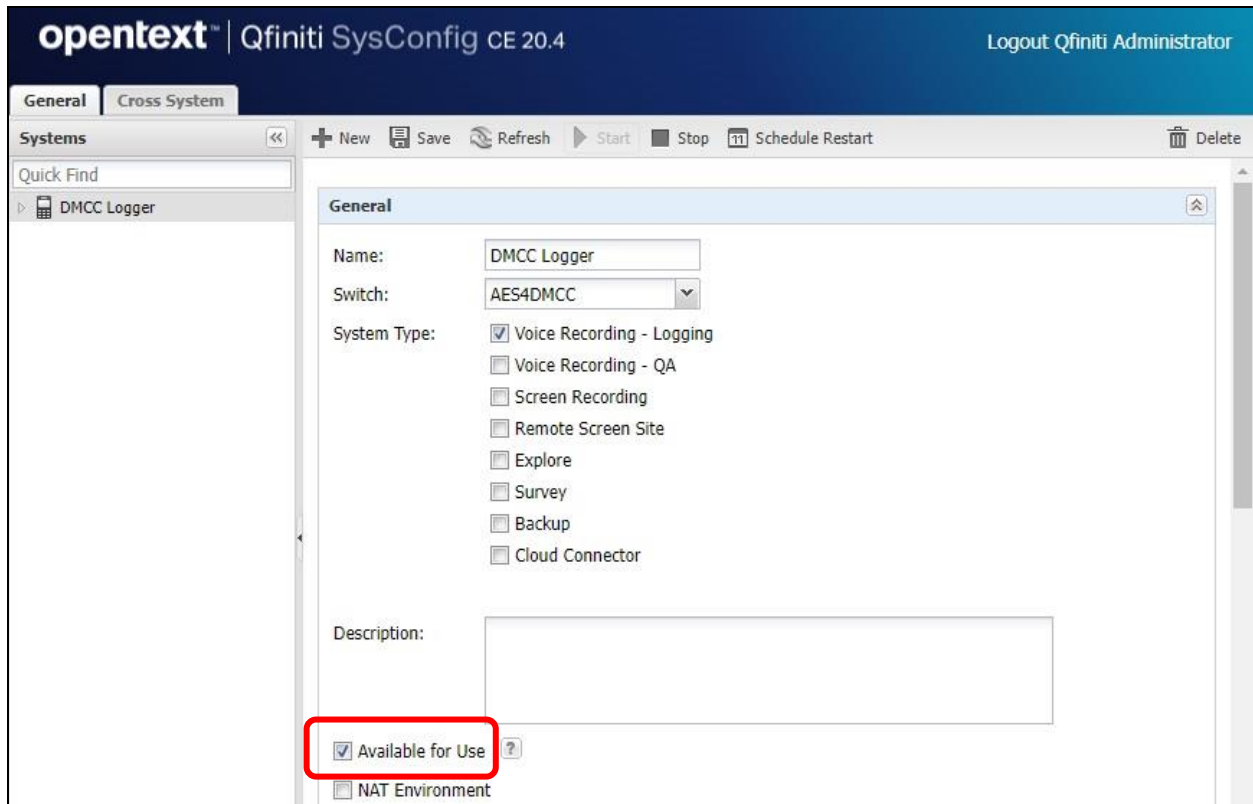 opentext™ | Qfiniti SysConfig CE 20.4
Logout Qfiniti Administrator
General Cross System
Systems
New Save Refresh Start 11 Stop Schedule Restart Delete
Quick Find
DMCC Logger
General
Name: DMCC Logger
Switch: AES4DMCC
System Type: Voice Recording - Logging
Voice Recording - QA
Screen Recording
Remote Screen Site
Explore
Survey
Backup
Cloud Connector
Description:
Available for Use ?
NAT Environment